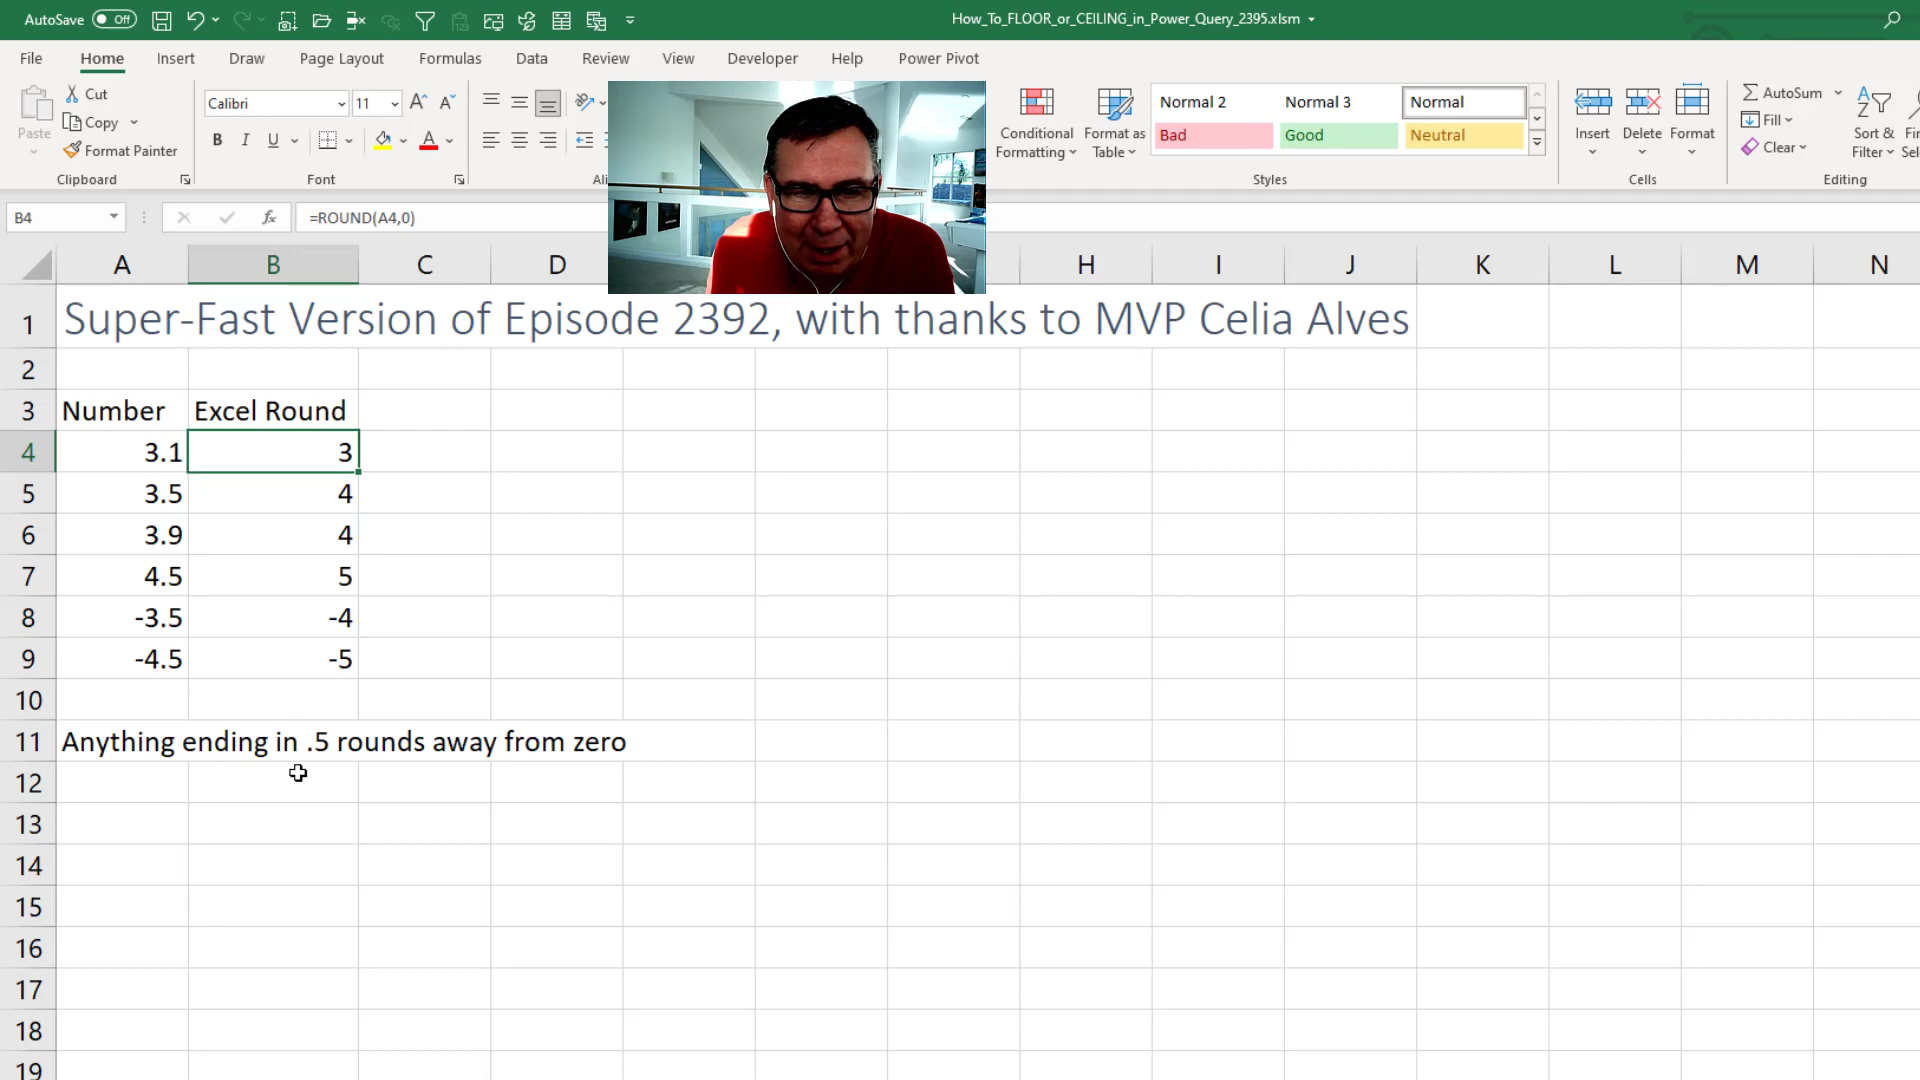 AutoSave Off How_To_FLOOR_or_CEILING_in_Power_Query_2395.xlsm
File Home Insert Draw Page Layout Formulas Data Review View Developer Help Power Pivot
Paste
Cut
Copy
Format Painter
Clipboard
Calibri 11
B I U
Font
Conditional
Formatting
Format as
Table
Normal 2 Normal 3 Normal
Bad Good Neutral
Styles
Insert Delete Format
Cells
AutoSum
Fill
Clear
Sort &
Filter
Editing
B4 fx =ROUND(A4,0)
A B C D H I J K L M N
1 Super-Fast Version of Episode 2392, with thanks to MVP Celia Alves
2
3 Number Excel Round
4 3.1 3
5 3.5 4
6 3.9 4
7 4.5 5
8 -3.5 -4
9 -4.5 -5
10
11 Anything ending in .5 rounds away from zero
12
13
14
15
16
17
18
19